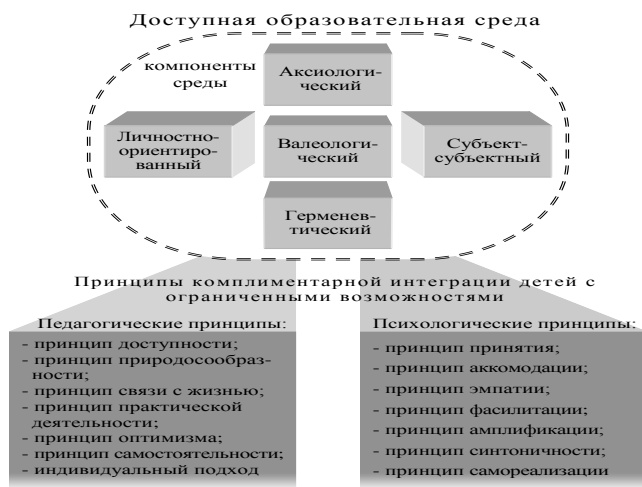 Доступная образовательная среда
компоненты
среды
Аксиологи-
ческий
Личностно-
ориентиро-
ванный
Валеологи-
ческий
Субъект-
субъектный
Герменев-
тический
Принципы комплиментарной интеграции детей с
ограниченными возможностями
Педагогические принципы:
- принцип доступности;
- принцип природосообраз-
ности;
- принцип связи с жизнью;
- принцип практической
деятельности;
- принцип оптимизма;
- принцип самостоятельности;
- индивидуальный подход
Психологические принципы:
- принцип принятия;
- принцип аккомодации;
- принцип эмпатии;
- принцип фасилитации;
- принцип амплификации;
- принцип синтоничности;
- принцип самореализации